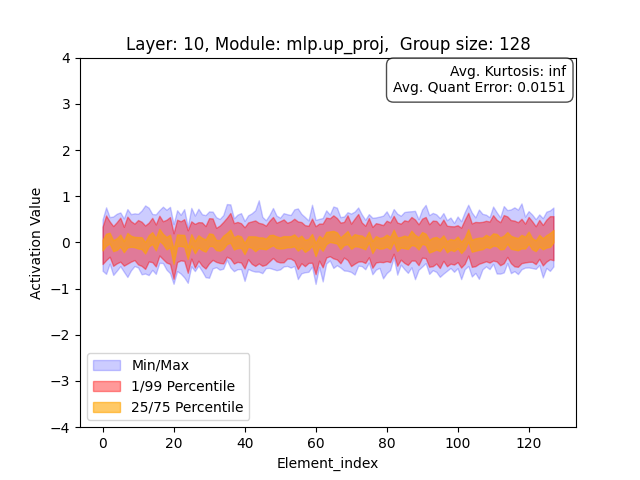 Layer: 10, Module: mlp.up_proj,  Group size: 128
Avg. Kurtosis: inf
Avg. Quant Error: 0.0151
Activation Value
4
3
2
1
0
−1
−2
−3
−4
Min/Max
1/99 Percentile
25/75 Percentile
0 20 40 60 80 100 120
Element_index